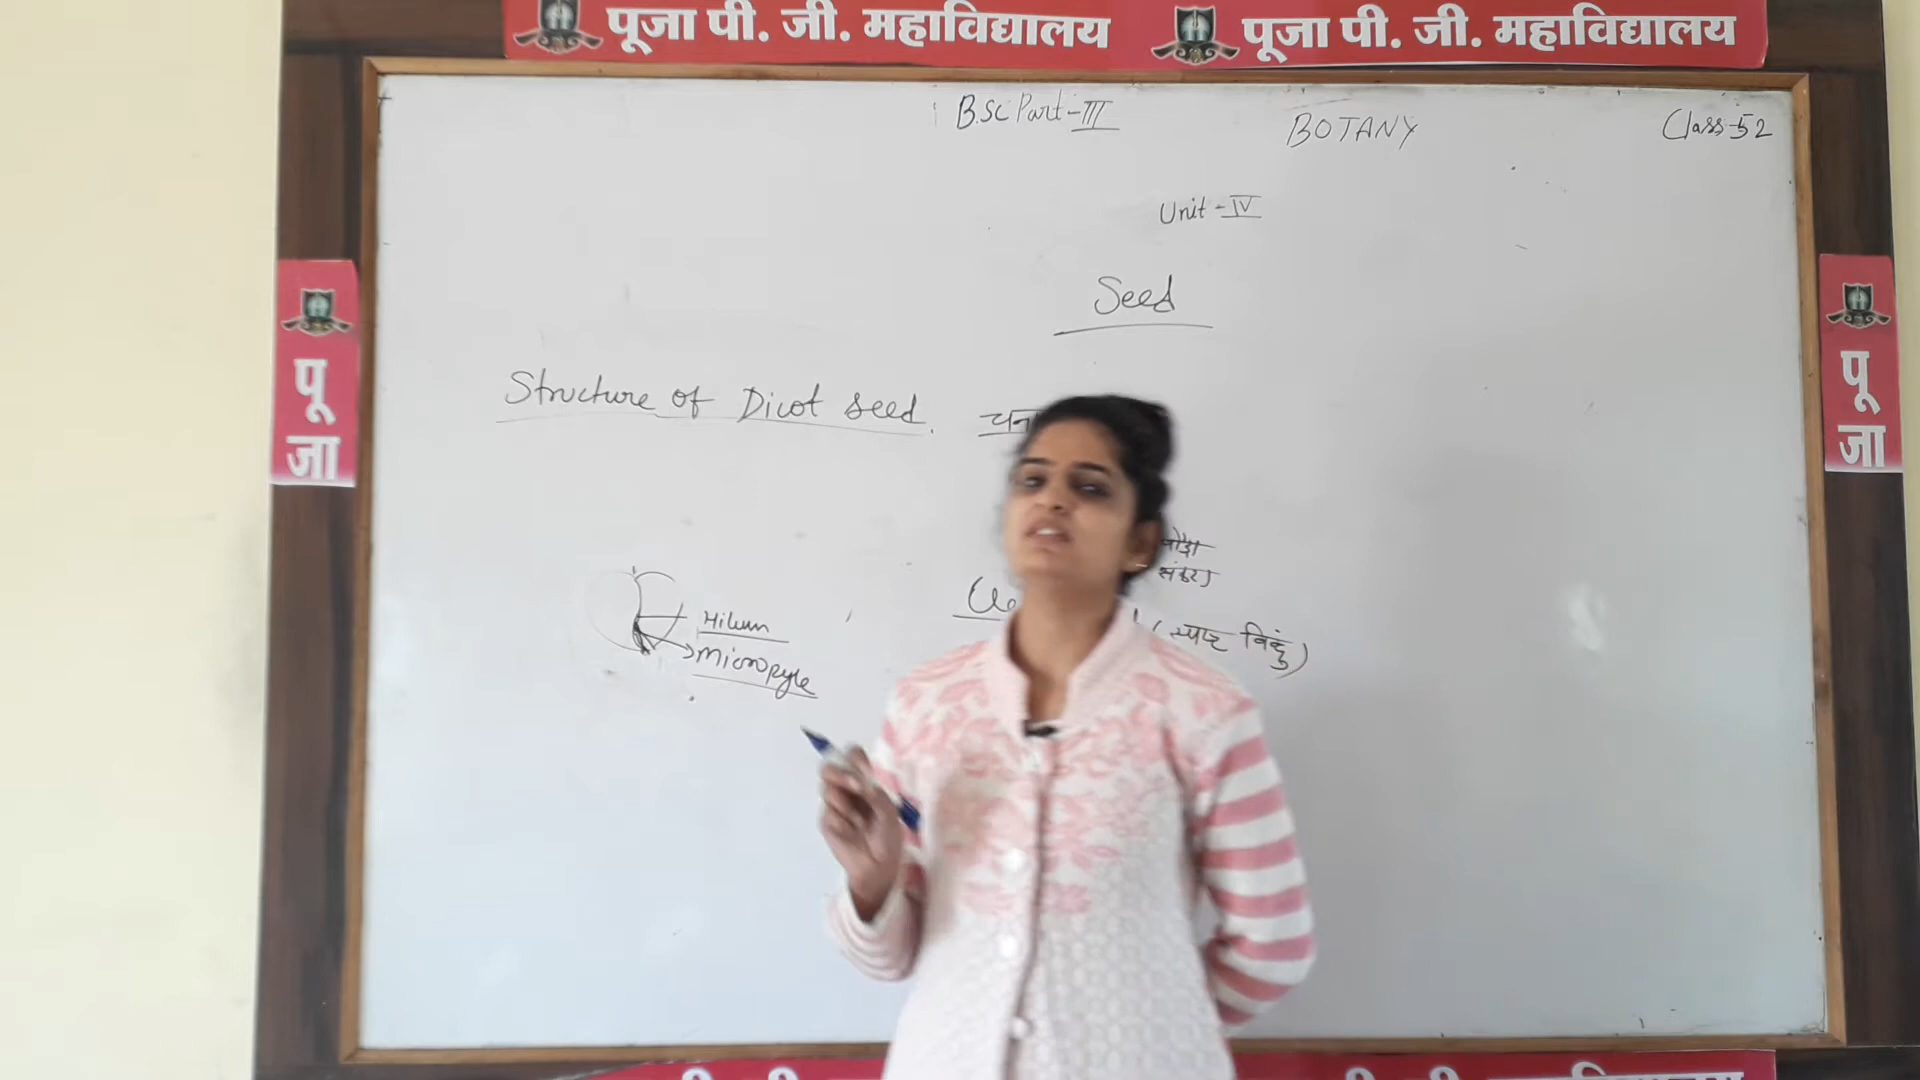 पूजा पी. जी. महाविद्यालय पूजा पी. जी. महाविद्यालय
B.Sc Part-III
BOTANY
Class-52
Unit-IV
Seed
पू
जा
पू
जा
Structure of Dicot seed.
Hilum
Micropyle